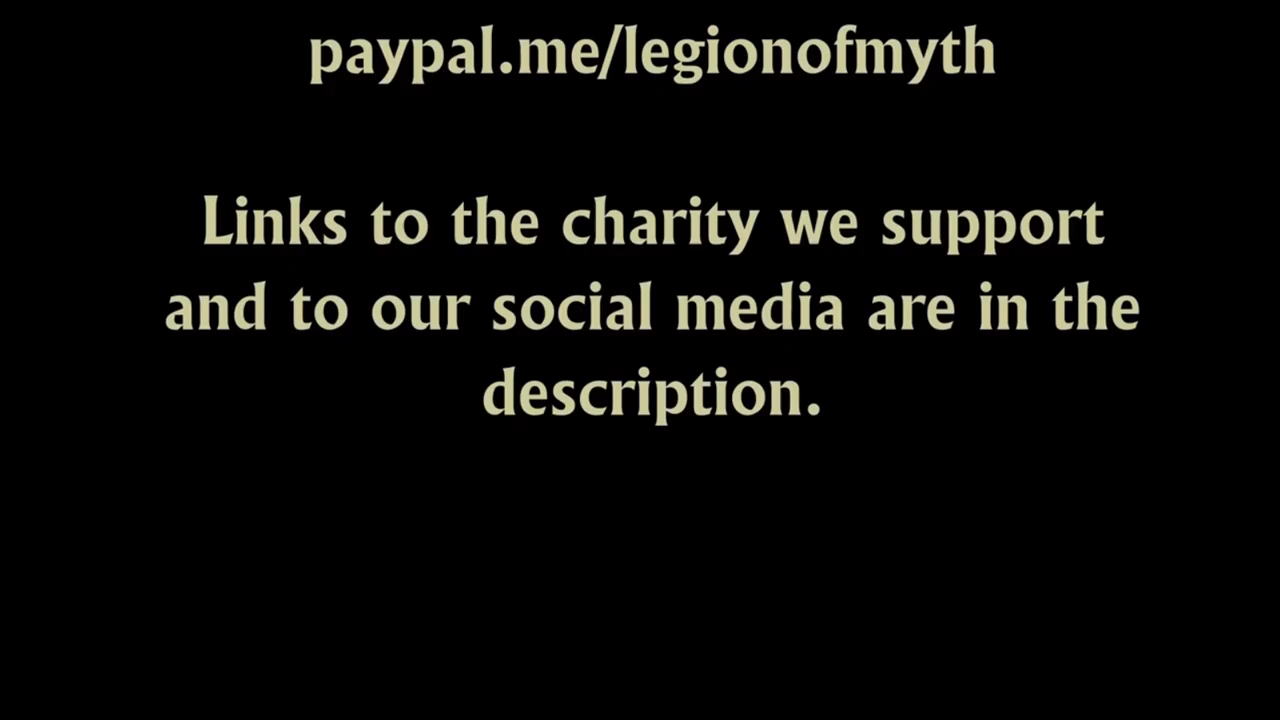 paypal.me/legionofmyth
Links to the charity we support
and to our social media are in the
description.